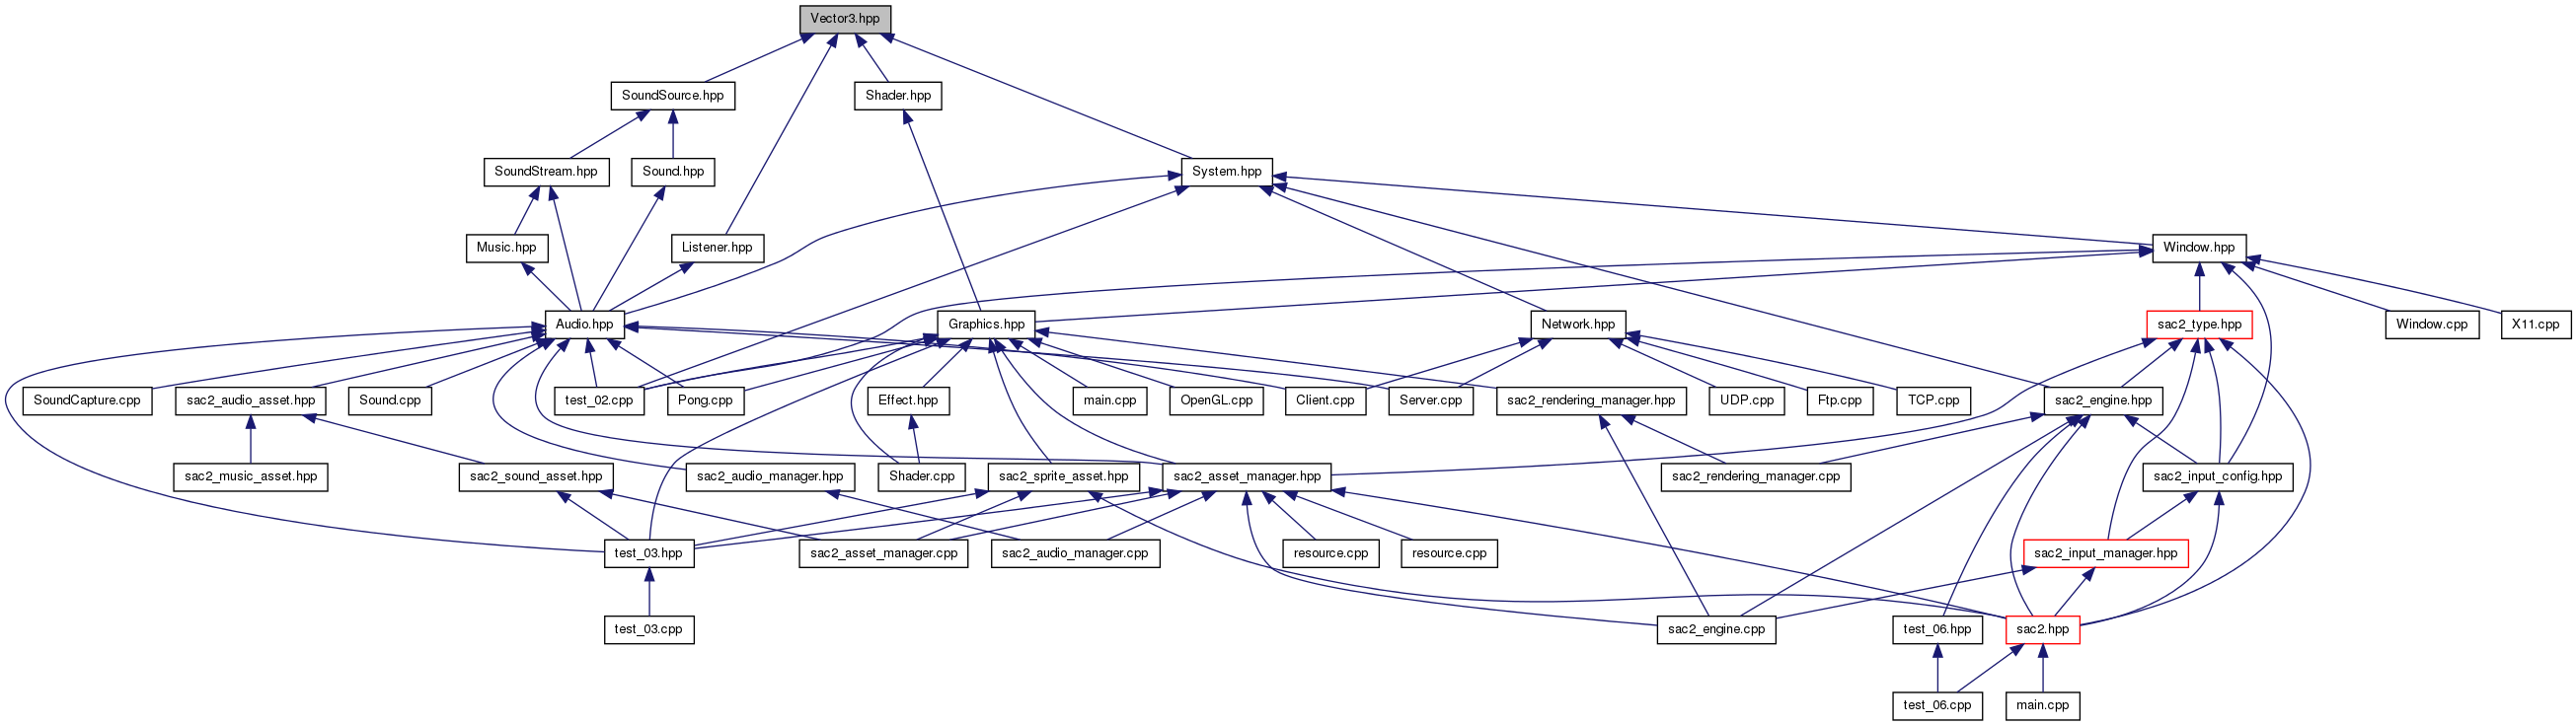 Vector3.hpp
SoundSource.hpp
Shader.hpp
SoundStream.hpp
Sound.hpp
System.hpp
Music.hpp
Listener.hpp
Window.hpp
Audio.hpp
Graphics.hpp
Network.hpp
sac2_type.hpp
Window.cpp
X11.cpp
SoundCapture.cpp
sac2_audio_asset.hpp
Sound.cpp
test_02.cpp
Pong.cpp
Effect.hpp
main.cpp
OpenGL.cpp
Client.cpp
Server.cpp
sac2_rendering_manager.hpp
UDP.cpp
Ftp.cpp
TCP.cpp
sac2_engine.hpp
sac2_music_asset.hpp
sac2_sound_asset.hpp
sac2_audio_manager.hpp
Shader.cpp
sac2_sprite_asset.hpp
sac2_asset_manager.hpp
sac2_rendering_manager.cpp
sac2_input_config.hpp
test_03.hpp
sac2_asset_manager.cpp
sac2_audio_manager.cpp
resource.cpp
resource.cpp
sac2_input_manager.hpp
test_03.cpp
sac2_engine.cpp
test_06.hpp
sac2.hpp
test_06.cpp
main.cpp